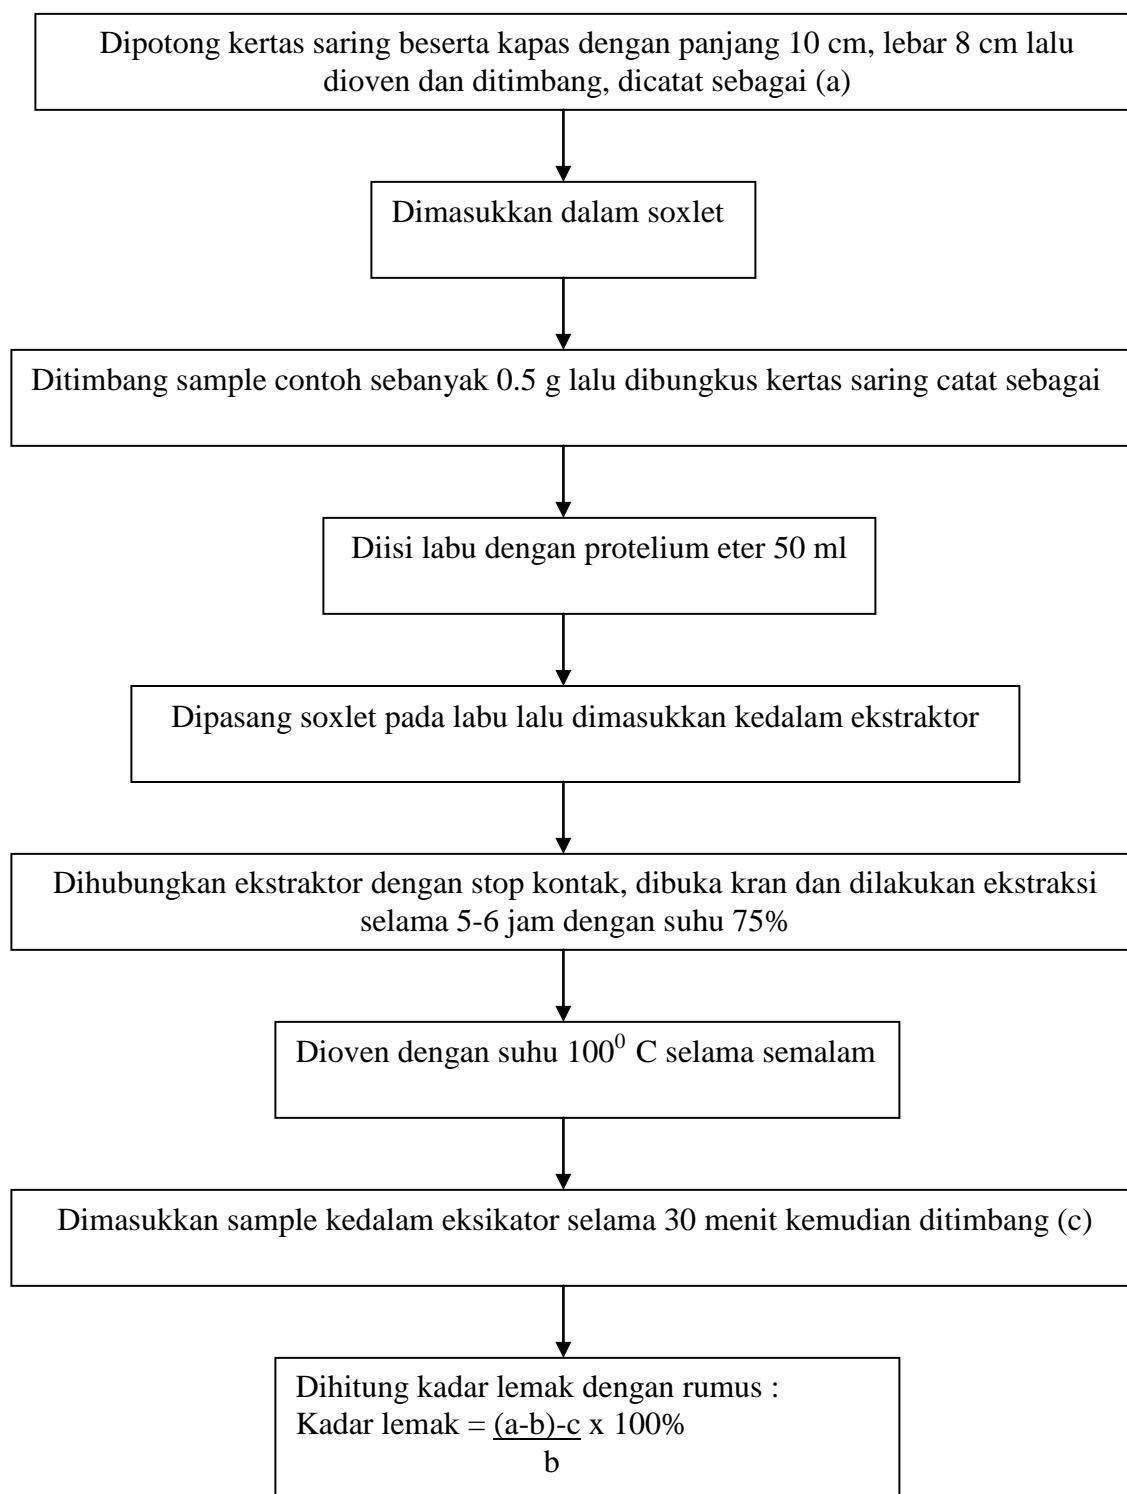 Dipotong kertas saring beserta kapas dengan panjang 10 cm, lebar 8 cm lalu
dioven dan ditimbang, dicatat sebagai (a)
Dimasukkan dalam soxlet
Ditimbang sample contoh sebanyak 0.5 g lalu dibungkus kertas saring catat sebagai
Diisi labu dengan protelium eter 50 ml
Dipasang soxlet pada labu lalu dimasukkan kedalam ekstraktor
Dihubungkan ekstraktor dengan stop kontak, dibuka kran dan dilakukan ekstraksi
selama 5-6 jam dengan suhu 75%
Dioven dengan suhu 100⁰ C selama semalam
Dimasukkan sample kedalam eksikator selama 30 menit kemudian ditimbang (c)
Dihitung kadar lemak dengan rumus :
Kadar lemak = (a-b)-c x 100%
b